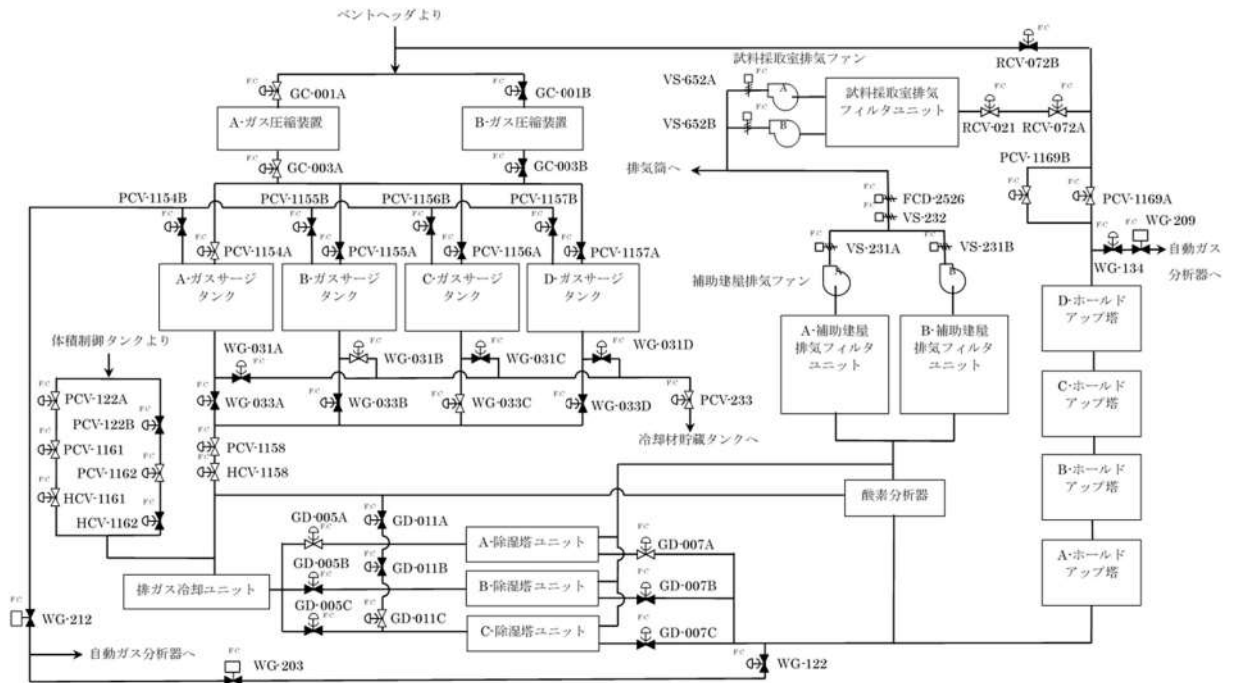 ベントヘッダより
F.C
RCV-072B
試料採取室排気ファン
F.C
GC-001A
F.C
GC-001B
VS-652A
F.C
A
試料採取室排気
フィルタユニット
F.C
RCV-021
F.C
RCV-072A
A-ガス圧縮装置
B-ガス圧縮装置
VS-652B
F.C
B
F.C
GC-003A
F.C
GC-003B
排気筒へ
PCV-1169B
F.C
F.C
PCV-1169A
PCV-1154B
F.C
PCV-1155B
F.C
PCV-1156B
F.C
PCV-1157B
F.C
F.C
FCD-2526
F.C
VS-232
WG-209
F.C
PCV-1154A
F.C
PCV-1155A
F.C
PCV-1156A
F.C
PCV-1157A
F.C
VS-231A
F.C
VS-231B
F.C
WG-134
自動ガス
分析器へ
A-ガスサージ
タンク
B-ガスサージ
タンク
C-ガスサージ
タンク
D-ガスサージ
タンク
補助建屋排気ファン
A
B
D-ホールド
アップ塔
体積制御タンクより
WG-031A
F.C
WG-031B
F.C
WG-031C
F.C
WG-031D
F.C
A-補助建屋
排気フィルタ
ユニット
B-補助建屋
排気フィルタ
ユニット
F.C
PCV-122A
F.C
WG-033A
F.C
WG-033B
F.C
WG-033C
F.C
WG-033D
F.C
PCV-233
C-ホールド
アップ塔
PCV-122B
F.C
冷却材貯蔵タンクへ
F.C
PCV-1161
F.C
PCV-1158
PCV-1162
F.C
F.C
HCV-1158
B-ホールド
アップ塔
F.C
HCV-1161
酸素分析器
HCV-1162
F.C
GD-005A
F.C
F.C
GD-011A
A-除湿塔ユニット
F.C
GD-007A
A-ホールド
アップ塔
GD-005B
F.C
F.C
GD-011B
排ガス冷却ユニット
B-除湿塔ユニット
F.C
GD-007B
GD-005C
F.C
F.C
GD-011C
C-除湿塔ユニット
F.C
GD-007C
F.C
WG-212
自動ガス分析器へ
WG-203
F.C
F.C
WG-122